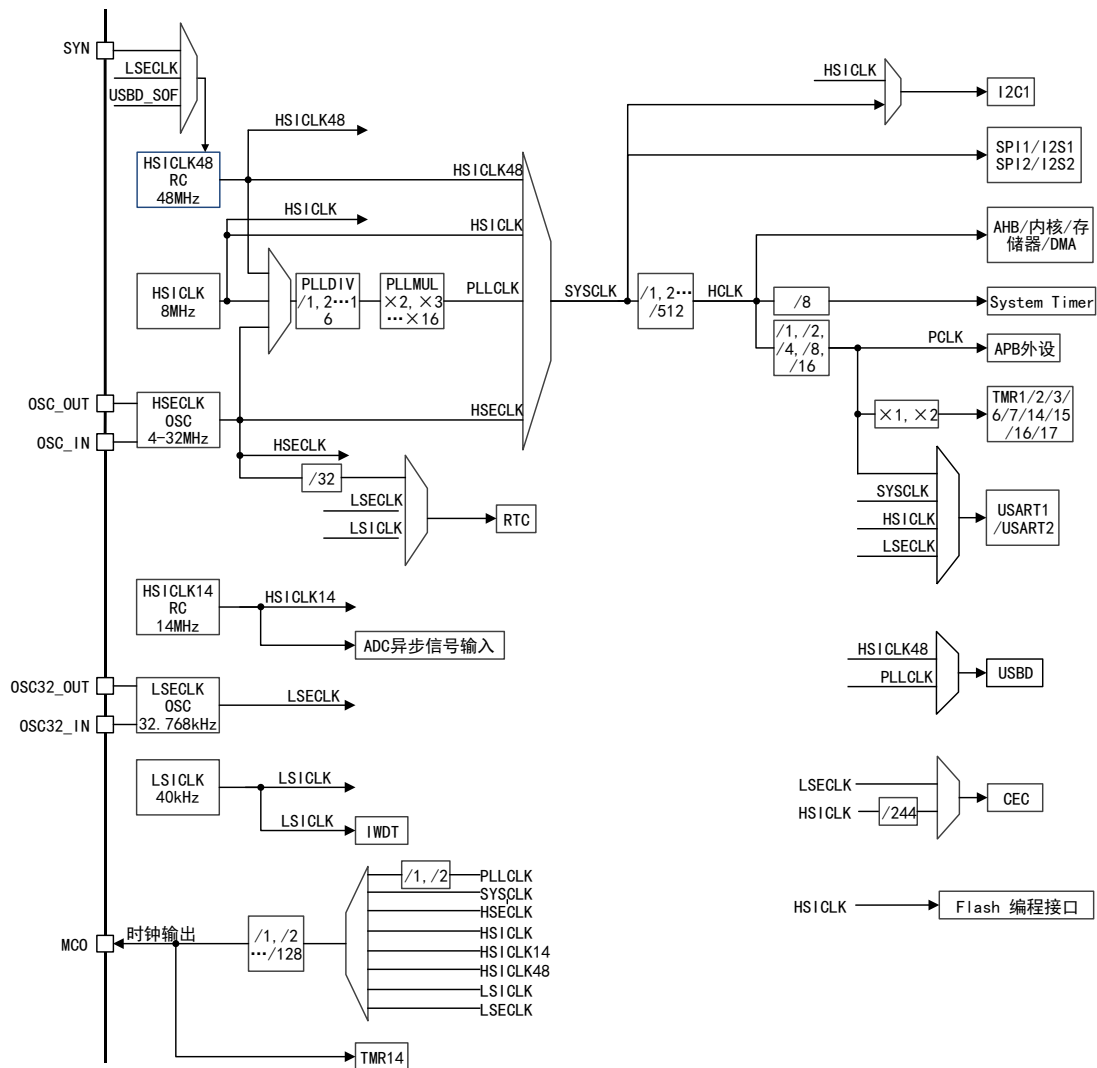 SYN
LSECLK
USBD_SOF
HSICLK48
RC
48MHz
HSICLK48
HSICLK48
HSICLK
HSICLK
HSICLK
8MHz
PLLDIV
/1, 2…1
6
PLLMUL
×2, ×3
…×16
PLLCLK
SYSCLK
/1, 2…
/512
HCLK
HSICLK
I2C1
SPI1/I2S1
SPI2/I2S2
AHB/内核/存
储器/DMA
/8
System Timer
/1, /2,
/4, /8,
/16
PCLK
APB外设
×1, ×2
TMR1/2/3/
6/7/14/15
/16/17
OSC_OUT
OSC_IN
HSECLK
OSC
4-32MHz
HSECLK
HSECLK
/32
LSECLK
LSICLK
RTC
SYSCLK
HSICLK
LSECLK
USART1
/USART2
HSICLK14
RC
14MHz
HSICLK14
ADC异步信号输入
HSICLK48
PLLCLK
USBD
OSC32_OUT
OSC32_IN
LSECLK
OSC
32.768kHz
LSECLK
LSICLK
40kHz
LSICLK
LSICLK
IWDT
LSECLK
HSICLK
/244
CEC
HSICLK
Flash 编程接口
MCO
时钟输出
/1, /2
…/128
/1, /2
PLLCLK
SYSCLK
HSECLK
HSICLK
HSICLK14
HSICLK48
LSICLK
LSECLK
TMR14